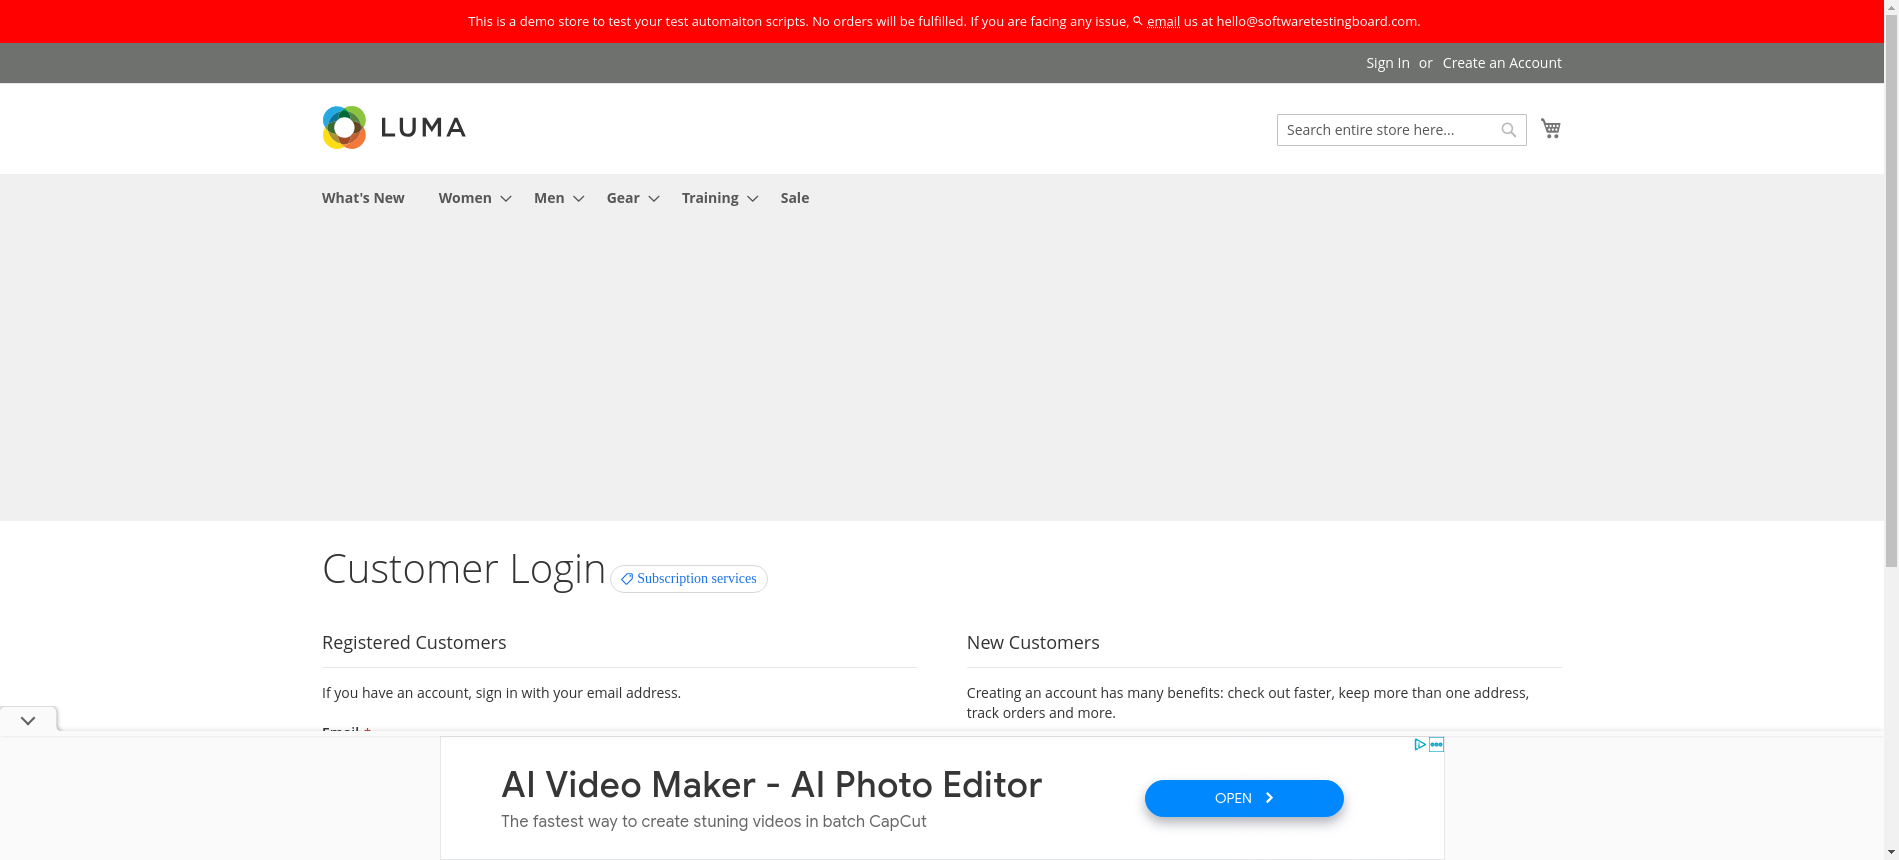 This is a demo store to test your test automaiton scripts. No orders will be fulfilled. If you are facing any issue, email us at hello@softwaretestingboard.com.
Sign In or Create an Account
LUMA
Search entire store here...
What's New Women Men Gear Training Sale
Customer Login
Subscription services
Registered Customers
If you have an account, sign in with your email address.
Email *
New Customers
Creating an account has many benefits: check out faster, keep more than one address,
track orders and more.
AI Video Maker - AI Photo Editor
The fastest way to create stuning videos in batch CapCut
OPEN